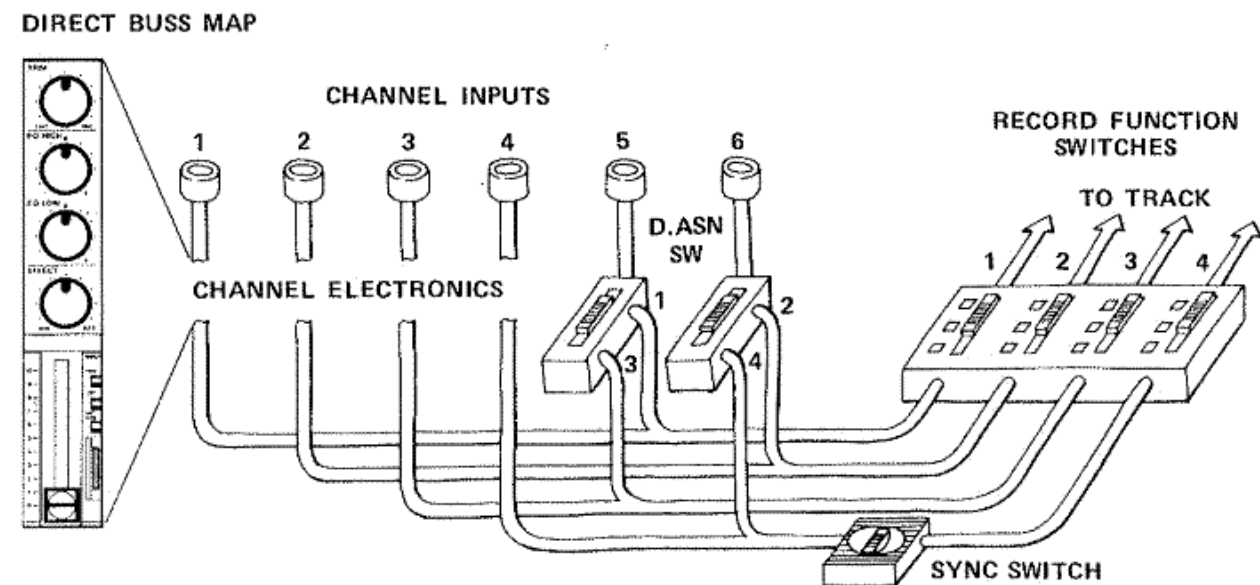 DIRECT BUSS MAP
TRIM
EQ HIGH
EQ LOW
DIRECT
CHANNEL INPUTS
1 2 3 4 5 6
RECORD FUNCTION
SWITCHES
TO TRACK
1 2 3 4
D.ASN
SW
CHANNEL ELECTRONICS
1
2
3
4
SYNC SWITCH